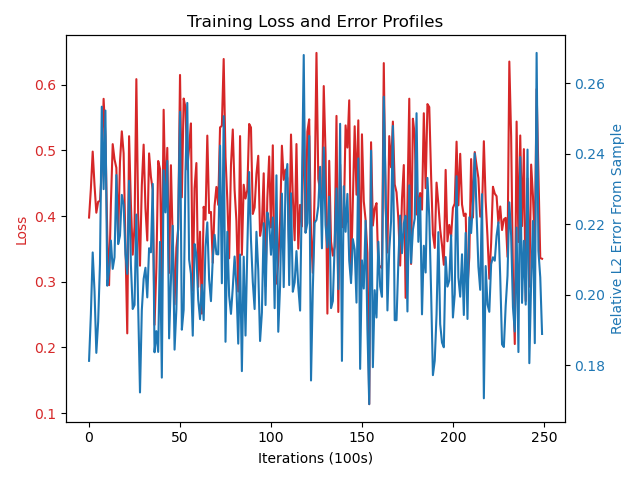 Training Loss and Error Profiles
0.6
0.5
0.4
0.3
0.2
0.1
Loss
0.26
0.24
0.22
0.20
0.18
Relative L2 Error From Sample
0 50 100 150 200 250
Iterations (100s)